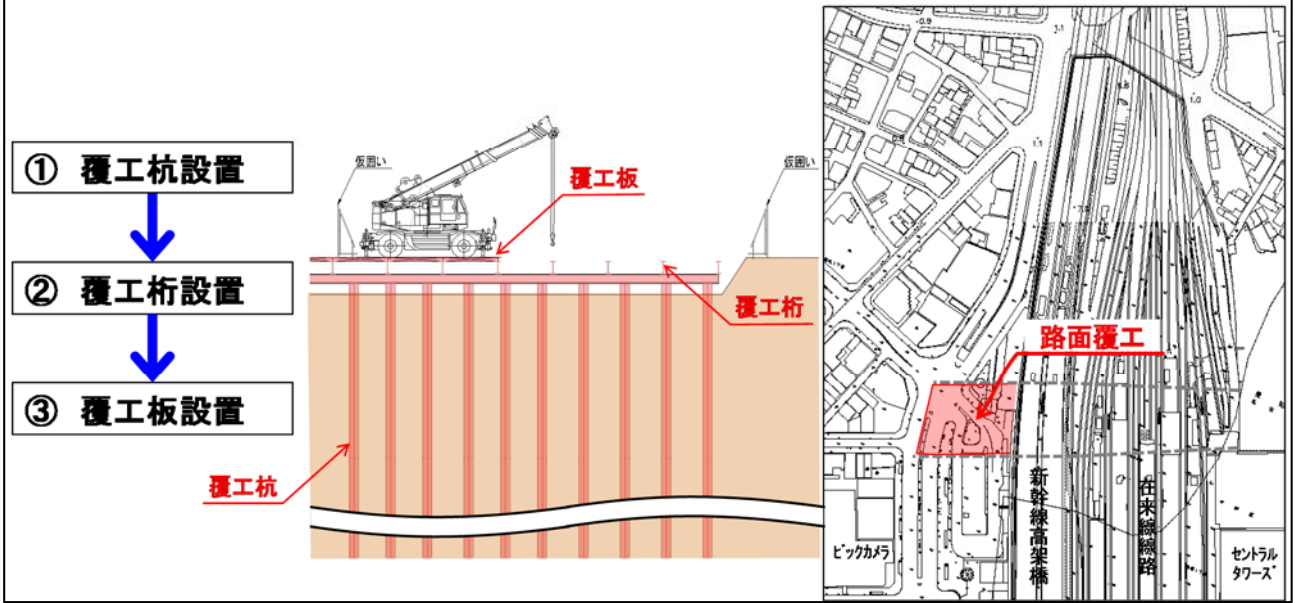 ① 覆工杭設置
② 覆工桁設置
③ 覆工板設置
仮囲い
覆工板
仮囲い
覆工桁
覆工杭
路面覆工
新幹線高架橋
在来線線路
ビックカメラ
セントラル
タワーズ